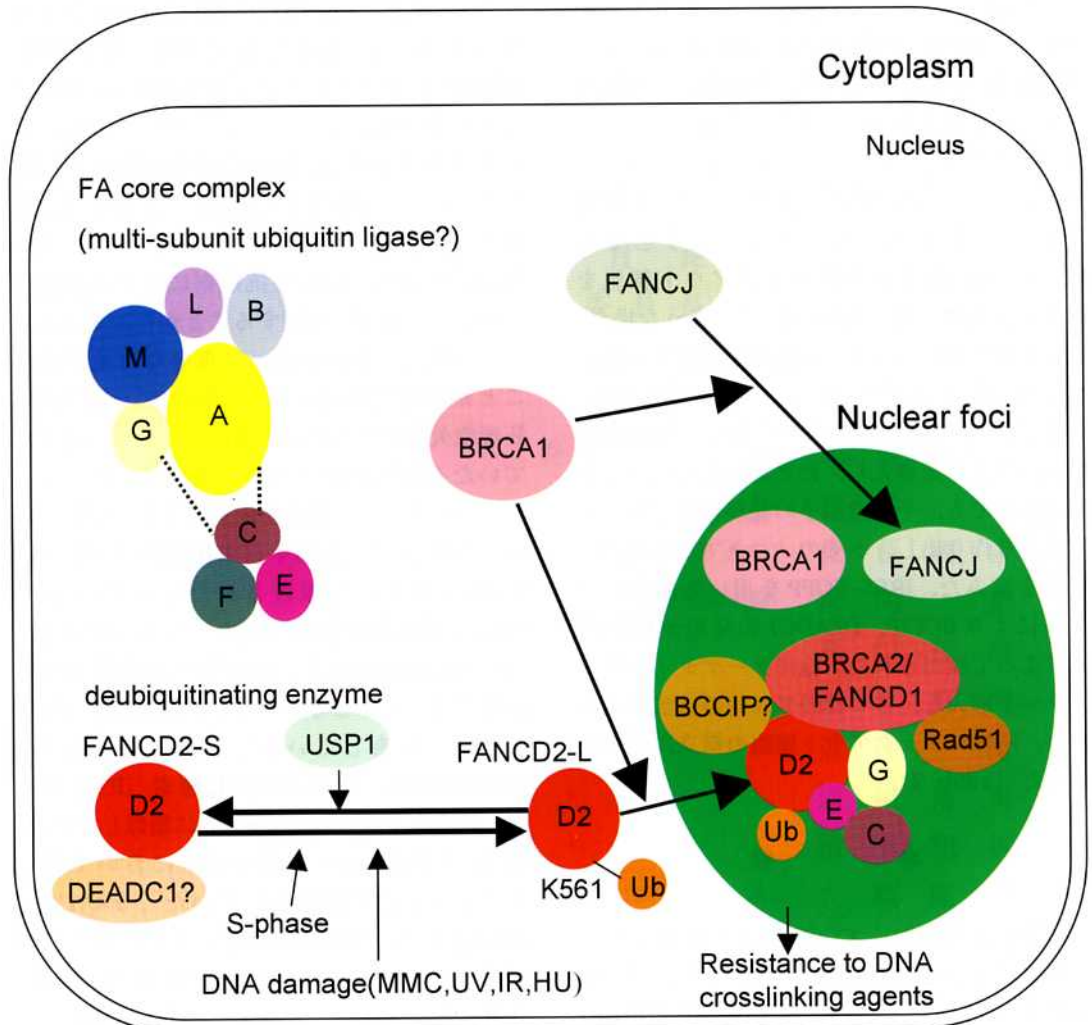 Cytoplasm
Nucleus
FA core complex
(multi-subunit ubiquitin ligase?)
L
B
M
A
G
C
F
E
FANCJ
BRCA1
Nuclear foci
BRCA1
FANCJ
BRCA2/
FANCD1
BCCIP?
Rad51
D2
G
E
Ub
C
deubiquitinating enzyme
FANCD2-S
USP1
FANCD2-L
D2
D2
DEADC1?
K561
Ub
S-phase
DNA damage(MMC,UV,IR,HU)
Resistance to DNA
crosslinking agents